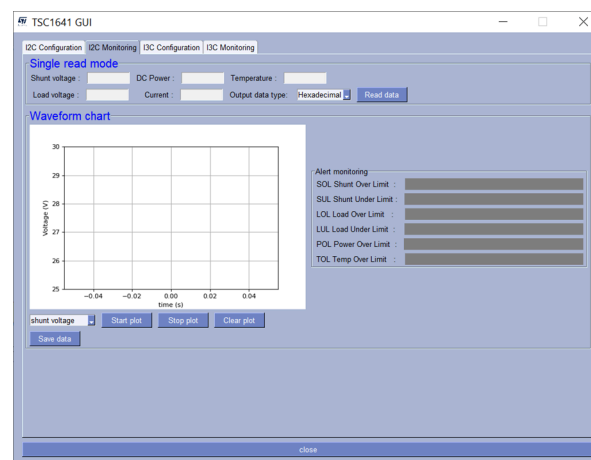 TSC1641 GUI
I2C Configuration I2C Monitoring I3C Configuration I3C Monitoring
Single read mode
Shunt voltage : DC Power : Temperature :
Load voltage : Current : Output data type: Hexadecimal Read data
Waveform chart
30
29
28
27
26
25
Voltage (V)
−0.04 −0.02 0.00 0.02 0.04
time (s)
Alert monitoring
SOL Shunt Over Limit :
SUL Shunt Under Limit :
LOL Load Over Limit :
LUL Load Under Limit :
POL Power Over Limit :
TOL Temp Over Limit :
shunt voltage Start plot Stop plot Clear plot
Save data
close